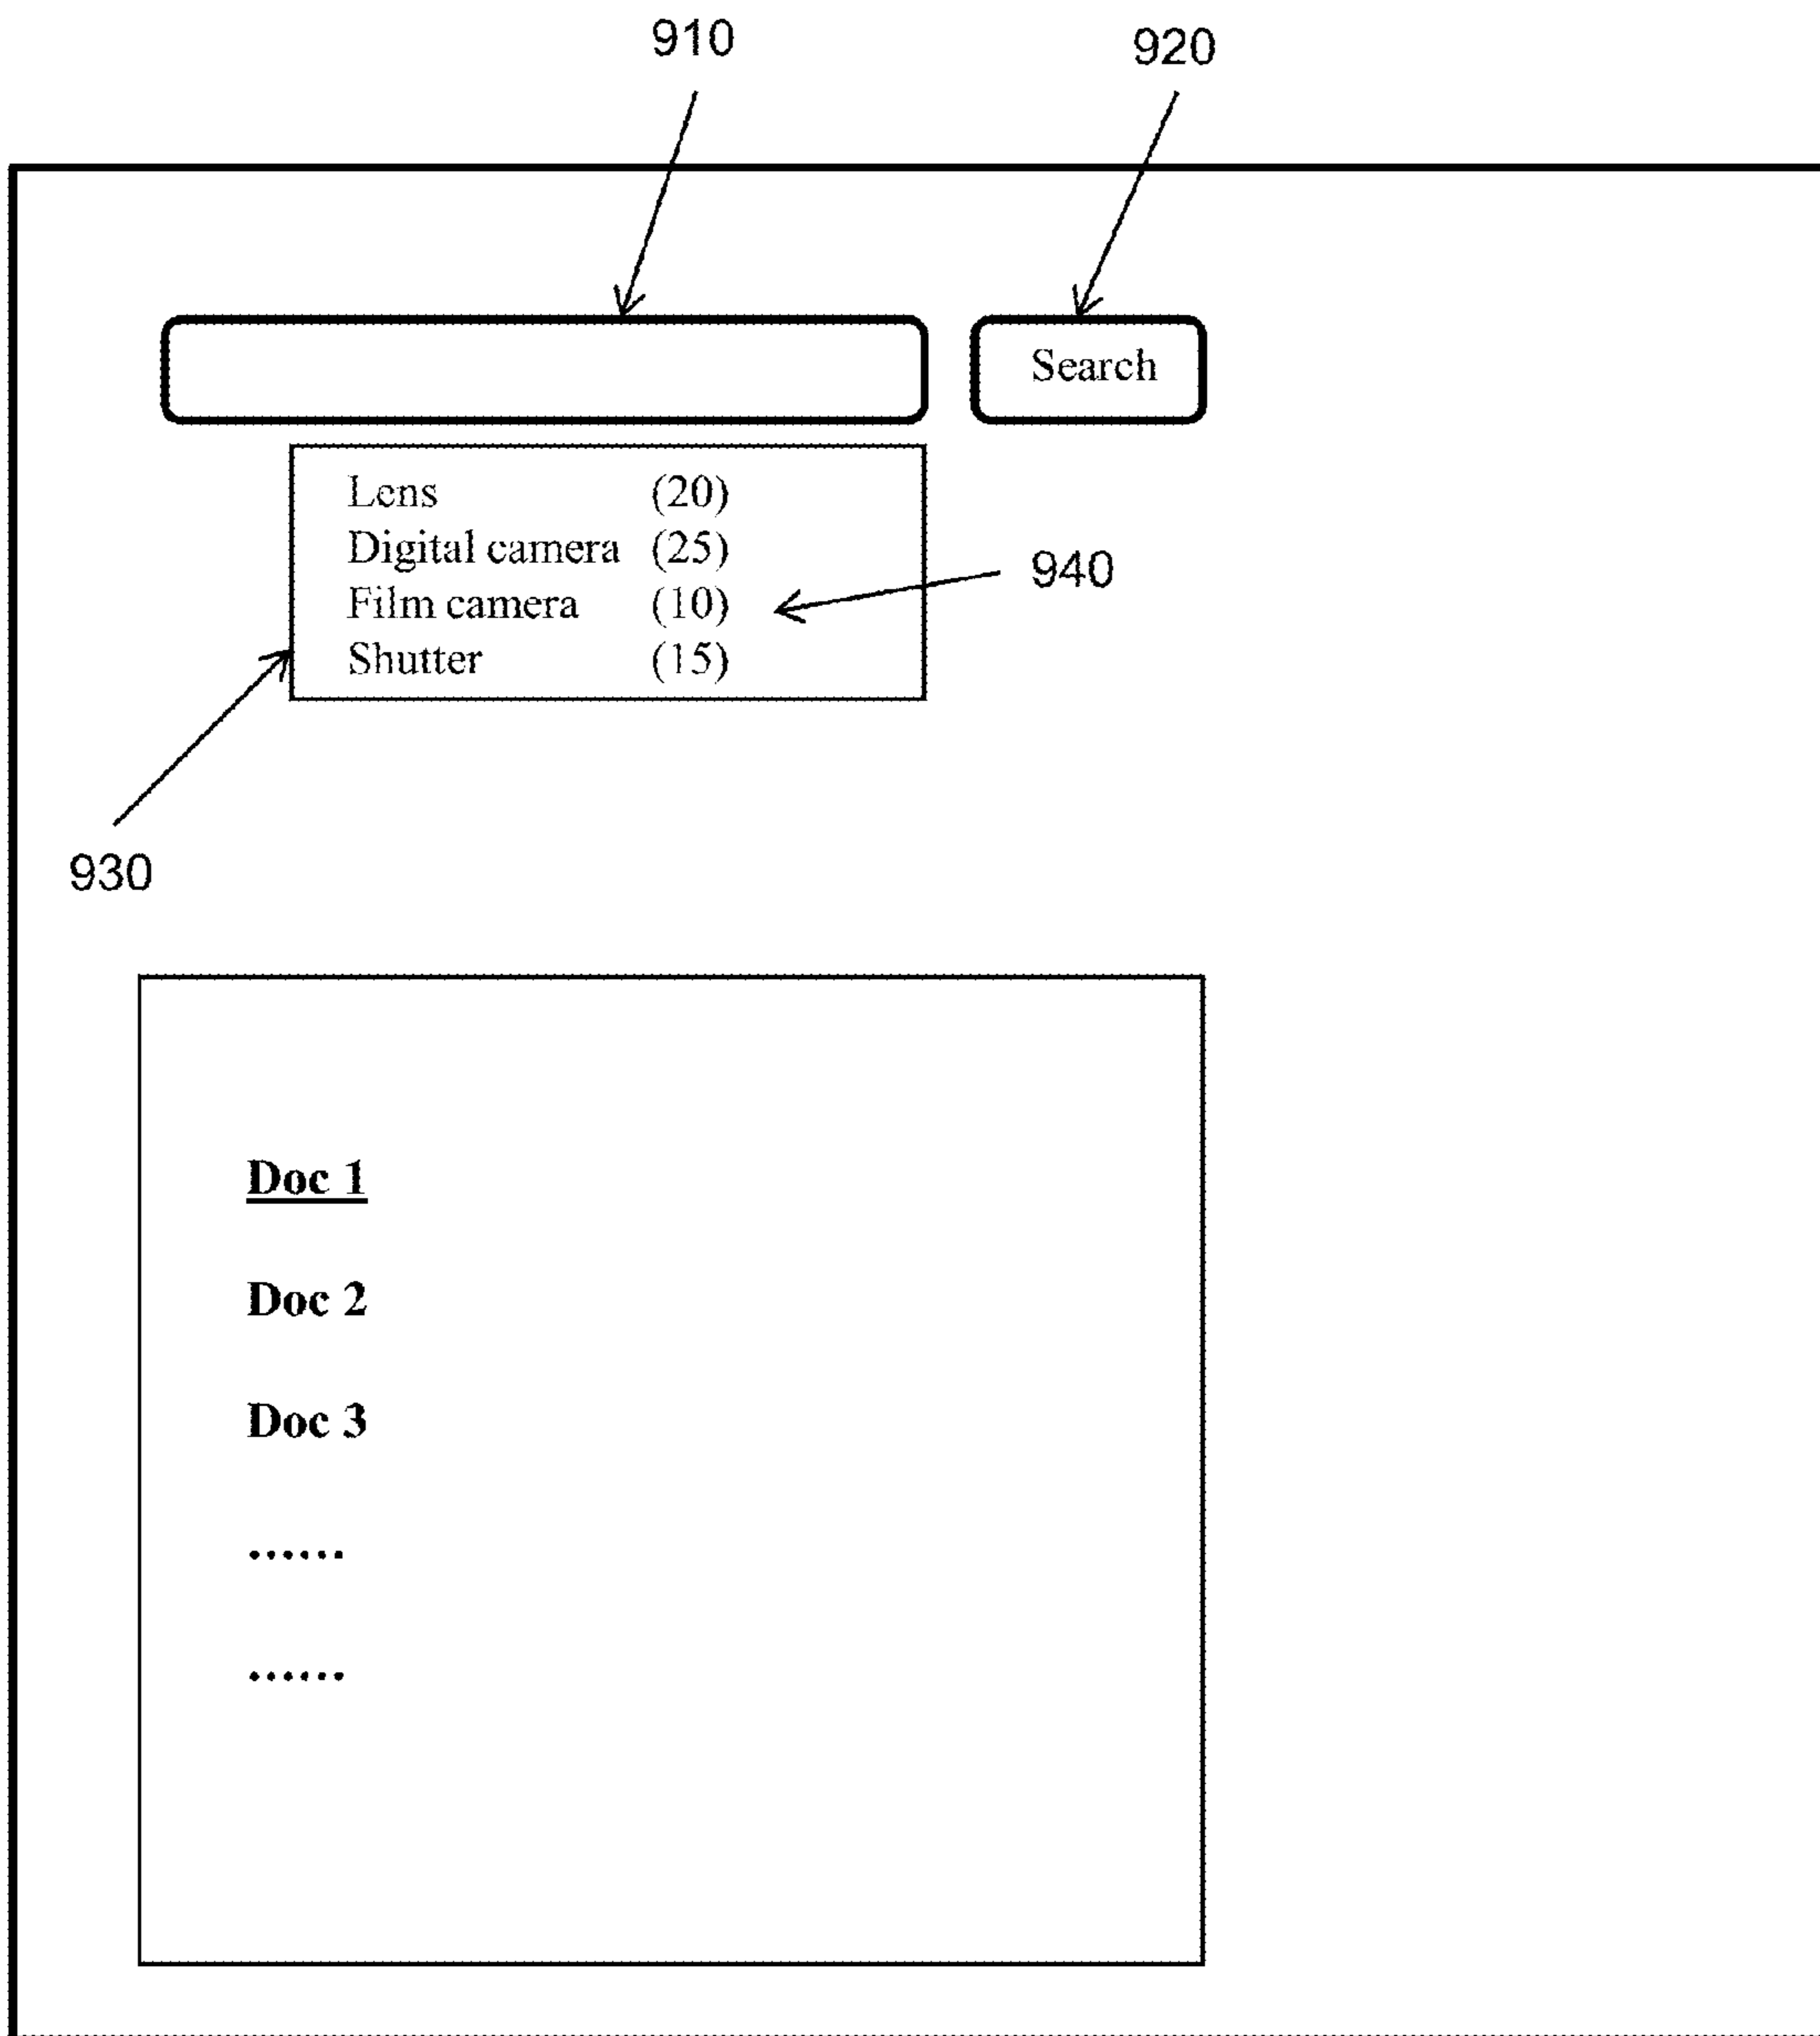 910 920
Search
Lens (20)
Digital camera (25)
Film camera (10)
940
Shutter (15)
930
Doc 1
Doc 2
Doc 3
......
......